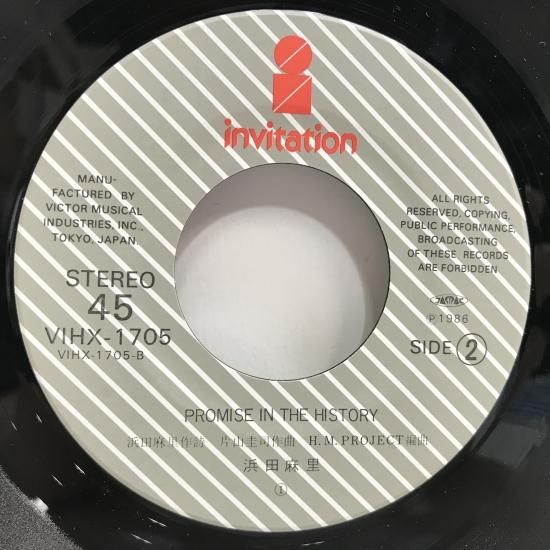 invitation
MANU-
FACTURED BY
VICTOR MUSICAL
INDUSTRIES, INC.,
TOKYO, JAPAN.
ALL RIGHTS
RESERVED, COPYING,
PUBLIC PERFORMANCE,
BROADCASTING
OF THESE RECORDS
ARE FORBIDDEN
STEREO
45
VIHX-1705
VIHX-1705-B
JASRAC
Ⓟ1986
SIDE ②
PROMISE IN THE HISTORY
浜田麻里作詩 片山圭司作曲 H.M.PROJECT編曲
浜田麻里
①